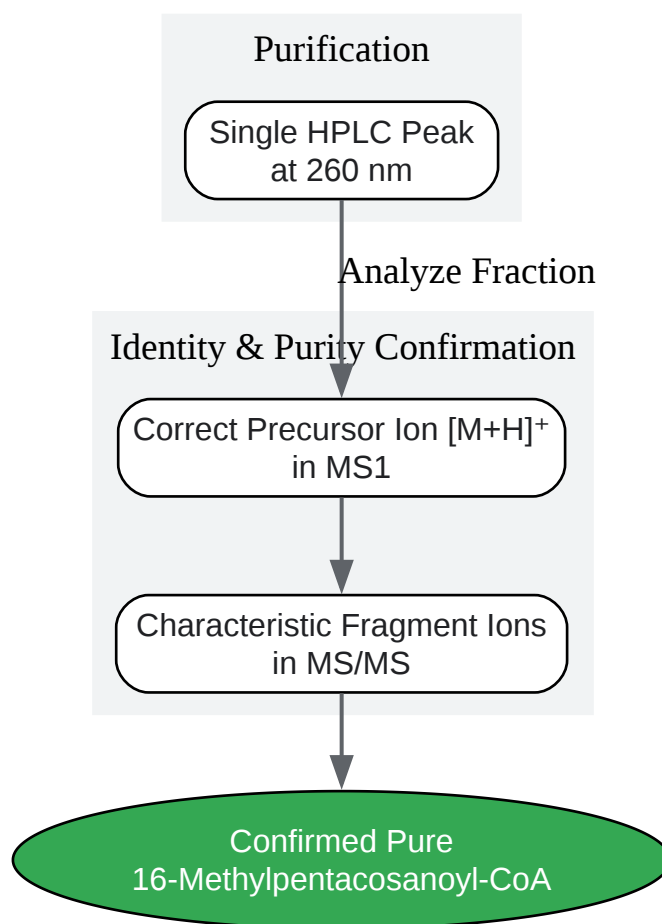 Purification
Single HPLC Peak
at 260 nm
Analyze Fraction
Identity & Purity Confirmation
Correct Precursor Ion [M+H]⁺
in MS1
Characteristic Fragment Ions
in MS/MS
Confirmed Pure
16-Methylpentacosanoyl-CoA